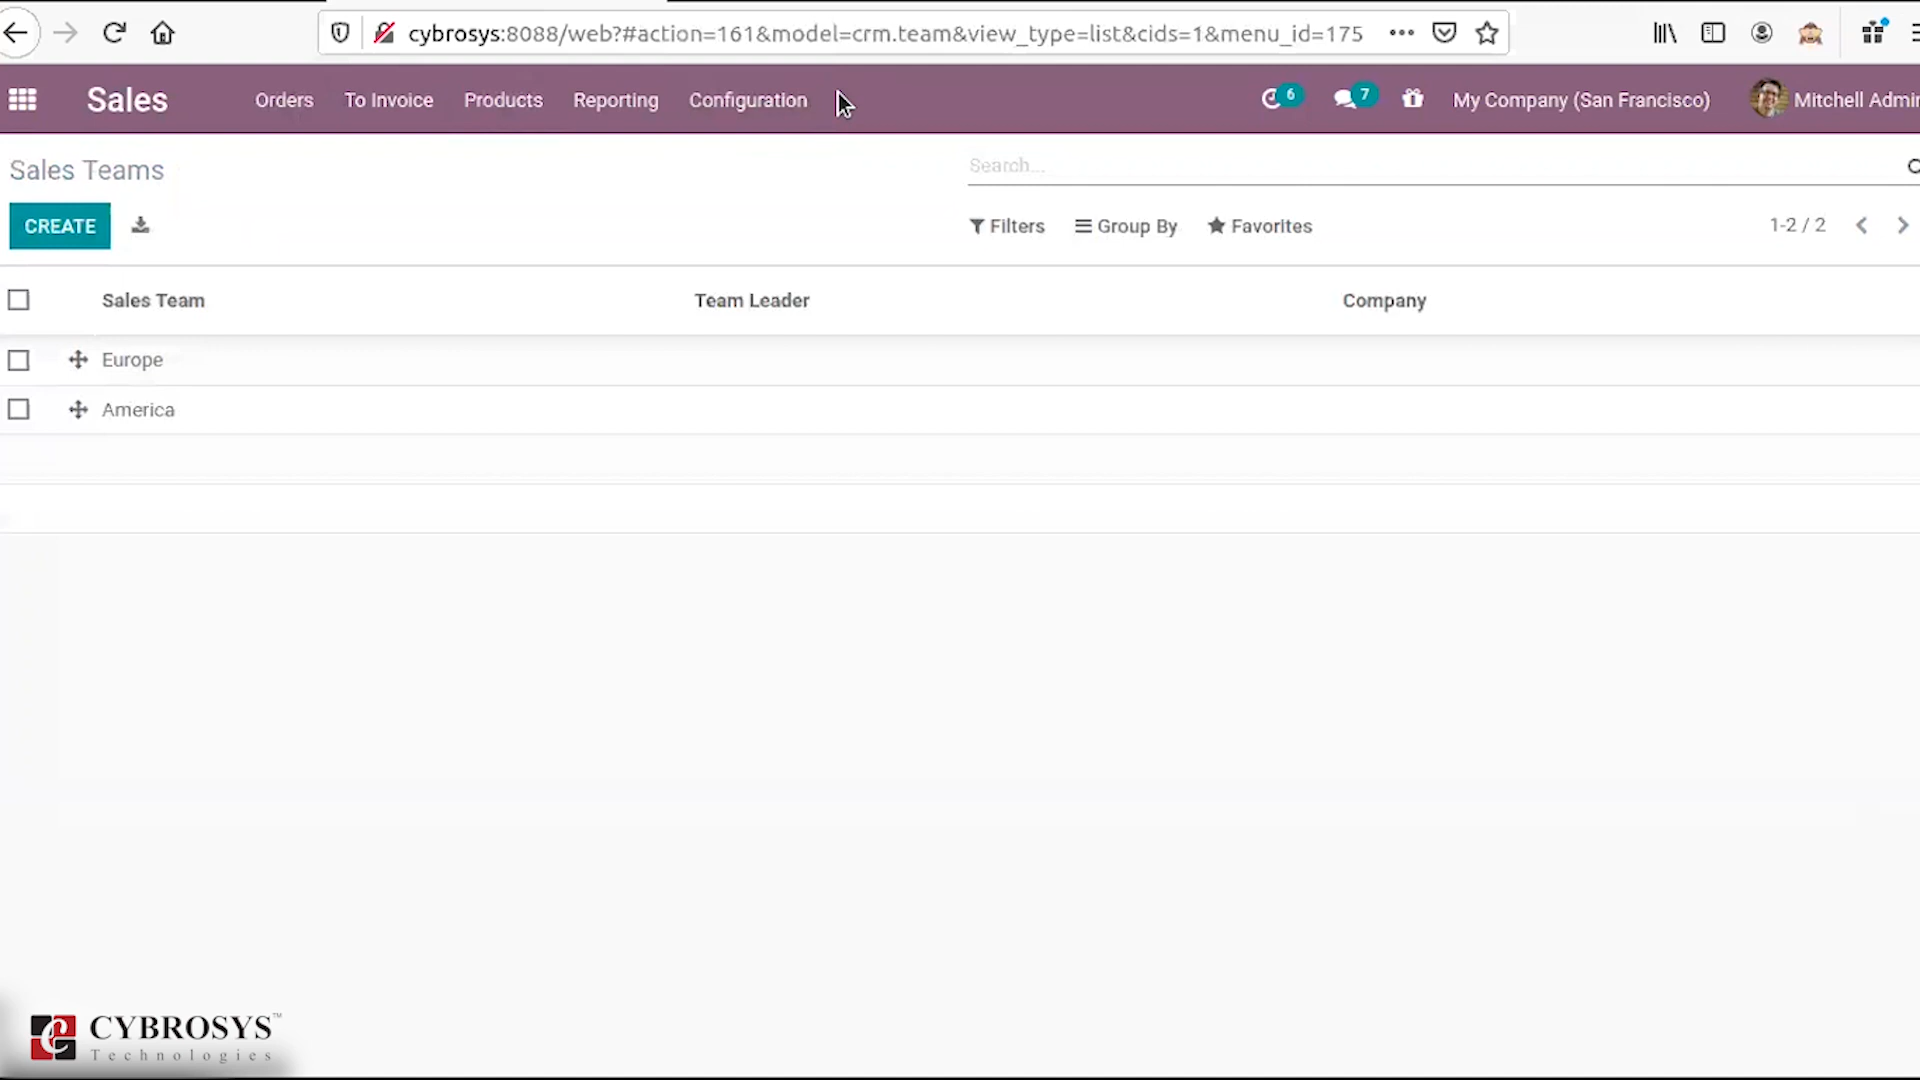 cybrosys:8088/web?#action=161&model=crm.team&view_type=list&cids=1&menu_id=175
Sales Orders To Invoice Products Reporting Configuration 6 7 My Company (San Francisco) Mitchell Admin
Sales Teams Search...
CREATE Filters Group By Favorites 1-2 / 2
Sales Team Team Leader Company
Europe
America
CYBROSYS™
Technologies